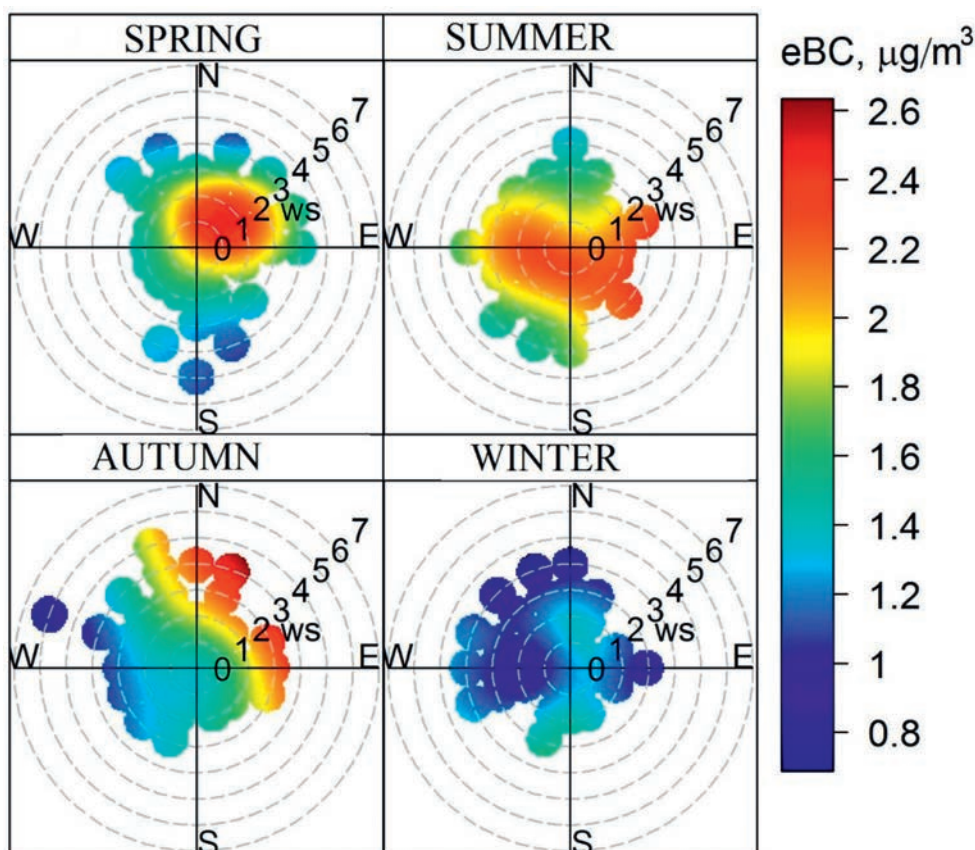 SPRING
N
W
E
S
0 1 2 3 4 5 6 7
ws
SUMMER
N
W
E
S
0 1 2 3 4 5 6 7
ws
eBC, μg/m³
2.6
2.4
2.2
2
1.8
1.6
1.4
1.2
1
0.8
AUTUMN
N
W
E
S
0 1 2 3 4 5 6 7
ws
WINTER
N
W
E
S
0 1 2 3 4 5 6 7
ws